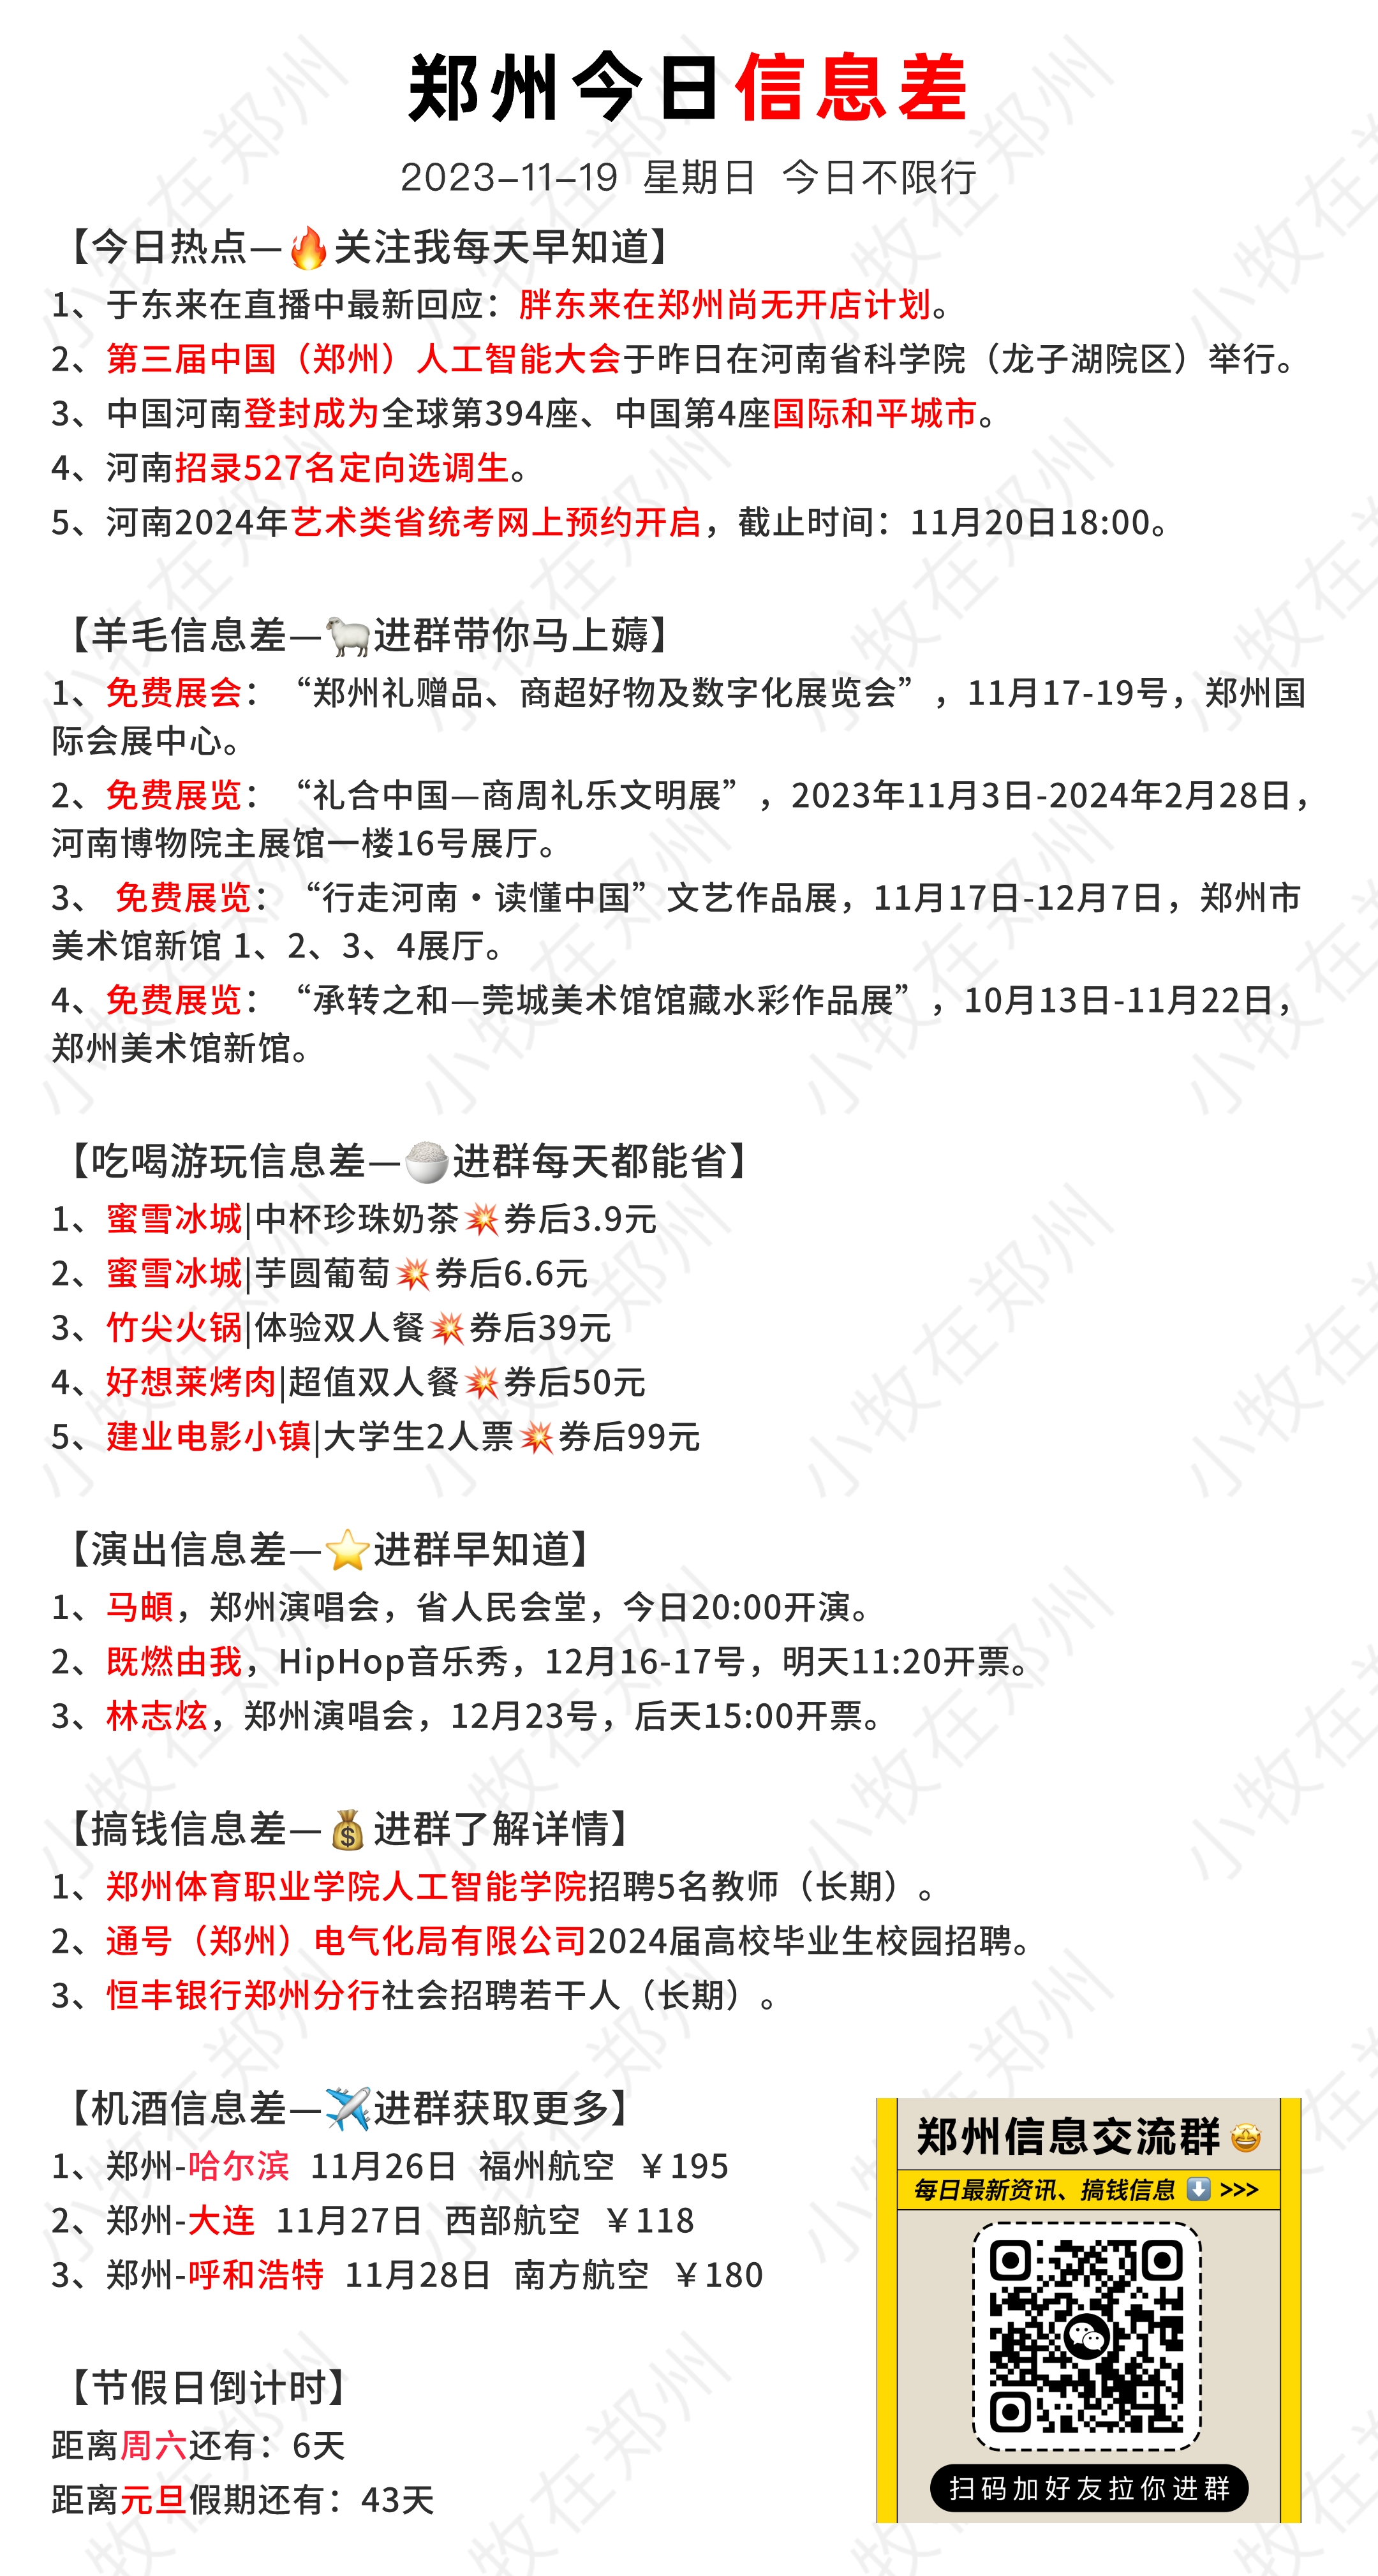 郑州今日信息差
2023-11-19 星期日 今日不限行
【今日热点—🔥关注我每天早知道】
1、于东来在直播中最新回应：胖东来在郑州尚无开店计划。
2、第三届中国（郑州）人工智能大会于昨日在河南省科学院（龙子湖院区）举行。
3、中国河南登封成为全球第394座、中国第4座国际和平城市。
4、河南招录527名定向选调生。
5、河南2024年艺术类省统考网上预约开启，截止时间：11月20日18:00。
【羊毛信息差—🐑进群带你马上薅】
1、免费展会：“郑州礼赠品、商超好物及数字化展览会”，11月17-19号，郑州国
际会展中心。
2、免费展览：“礼合中国—商周礼乐文明展”，2023年11月3日-2024年2月28日，
河南博物院主展馆一楼16号展厅。
3、 免费展览：“行走河南·读懂中国”文艺作品展，11月17日-12月7日，郑州市
美术馆新馆 1、2、3、4展厅。
4、免费展览：“承转之和—莞城美术馆馆藏水彩作品展”，10月13日-11月22日，
郑州美术馆新馆。
【吃喝游玩信息差—🍚进群每天都能省】
1、蜜雪冰城|中杯珍珠奶茶💥券后3.9元
2、蜜雪冰城|芋圆葡萄💥券后6.6元
3、竹尖火锅|体验双人餐💥券后39元
4、好想莱烤肉|超值双人餐💥券后50元
5、建业电影小镇|大学生2人票💥券后99元
【演出信息差—⭐进群早知道】
1、马頔，郑州演唱会，省人民会堂，今日20:00开演。
2、既燃由我，HipHop音乐秀，12月16-17号，明天11:20开票。
3、林志炫，郑州演唱会，12月23号，后天15:00开票。
【搞钱信息差—💰进群了解详情】
1、郑州体育职业学院人工智能学院招聘5名教师（长期）。
2、通号（郑州）电气化局有限公司2024届高校毕业生校园招聘。
3、恒丰银行郑州分行社会招聘若干人（长期）。
【机酒信息差—✈️进群获取更多】
1、郑州-哈尔滨 11月26日 福州航空 ￥195
2、郑州-大连 11月27日 西部航空 ￥118
3、郑州-呼和浩特 11月28日 南方航空 ￥180
【节假日倒计时】
距离周六还有：6天
距离元旦假期还有：43天
郑州信息交流群🤩
每日最新资讯、搞钱信息⬇️>>>
扫码加好友拉你进群
小牧在郑州